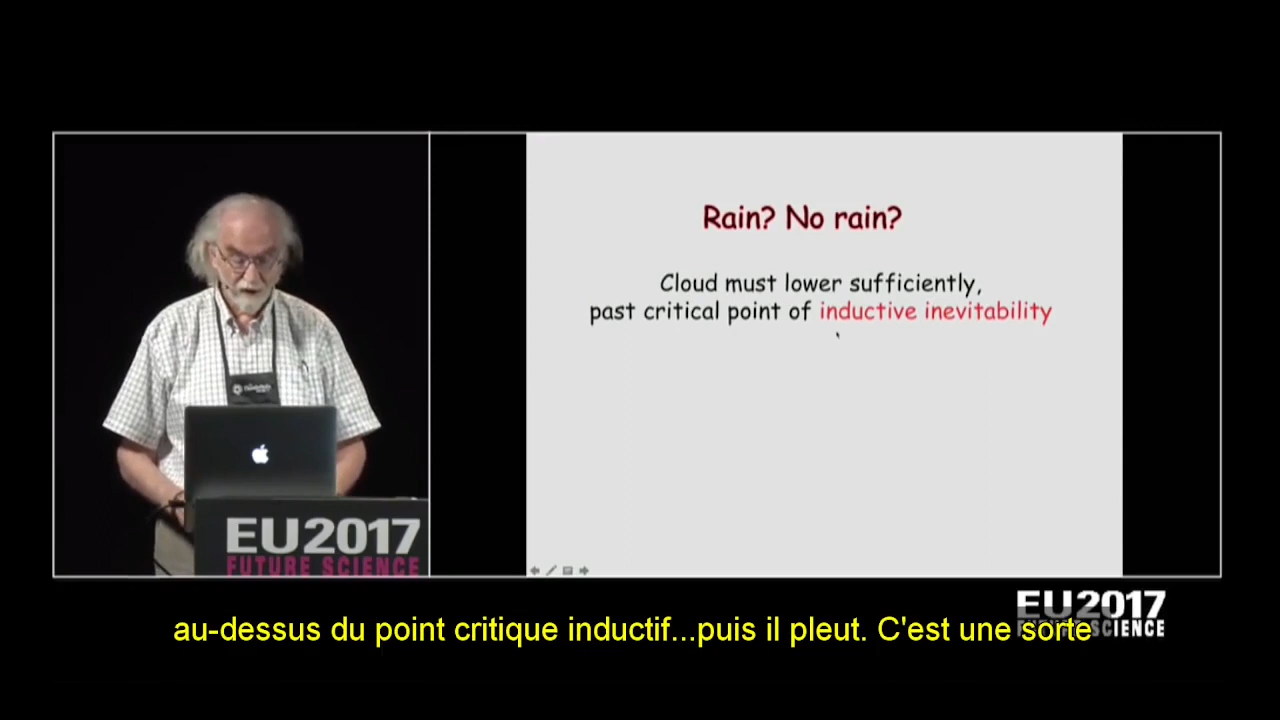 Rain? No rain?
Cloud must lower sufficiently,
past critical point of inductive inevitability
EU2017
FUTURE SCIENCE
EU2017
au-dessus du point critique inductif...puis il pleut. C'est une sorte